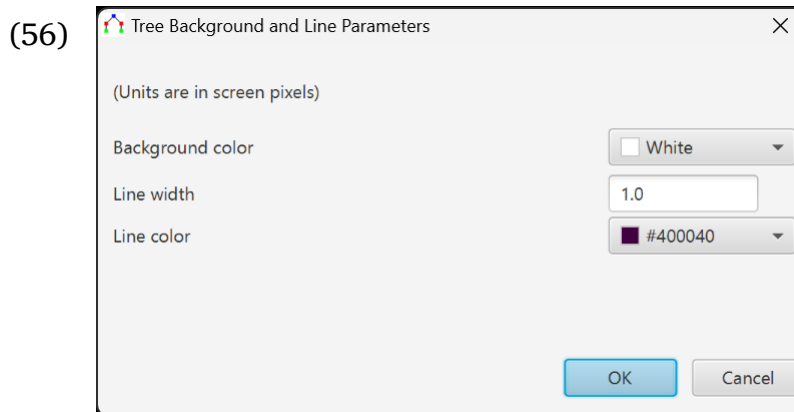 (56)
Tree Background and Line Parameters
(Units are in screen pixels)
Background color White
Line width 1.0
Line color #400040
OK Cancel